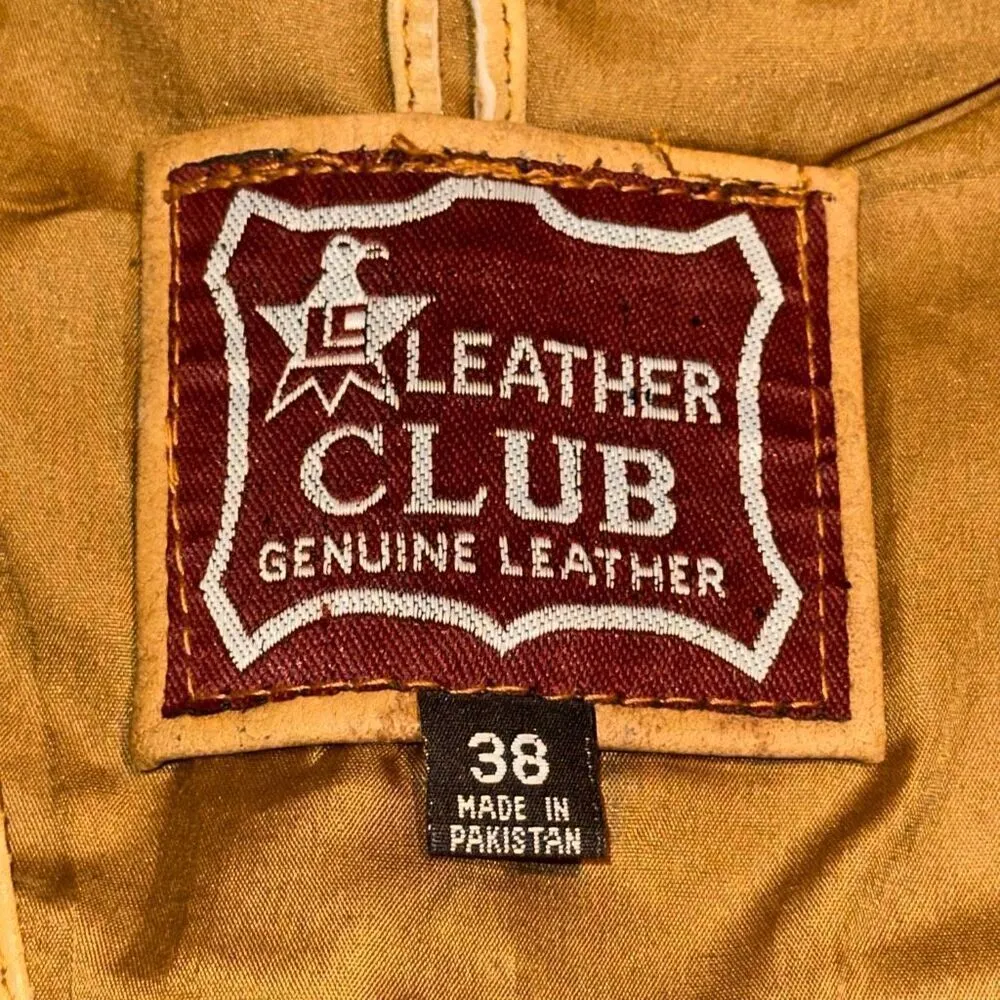 LC
LEATHER
CLUB
GENUINE LEATHER
38
MADE IN
PAKISTAN